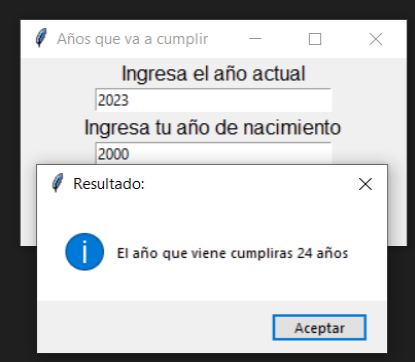 Años que va a cumplir
Ingresa el año actual
2023
Ingresa tu año de nacimiento
2000
Resultado:
El año que viene cumpliras 24 años
Aceptar